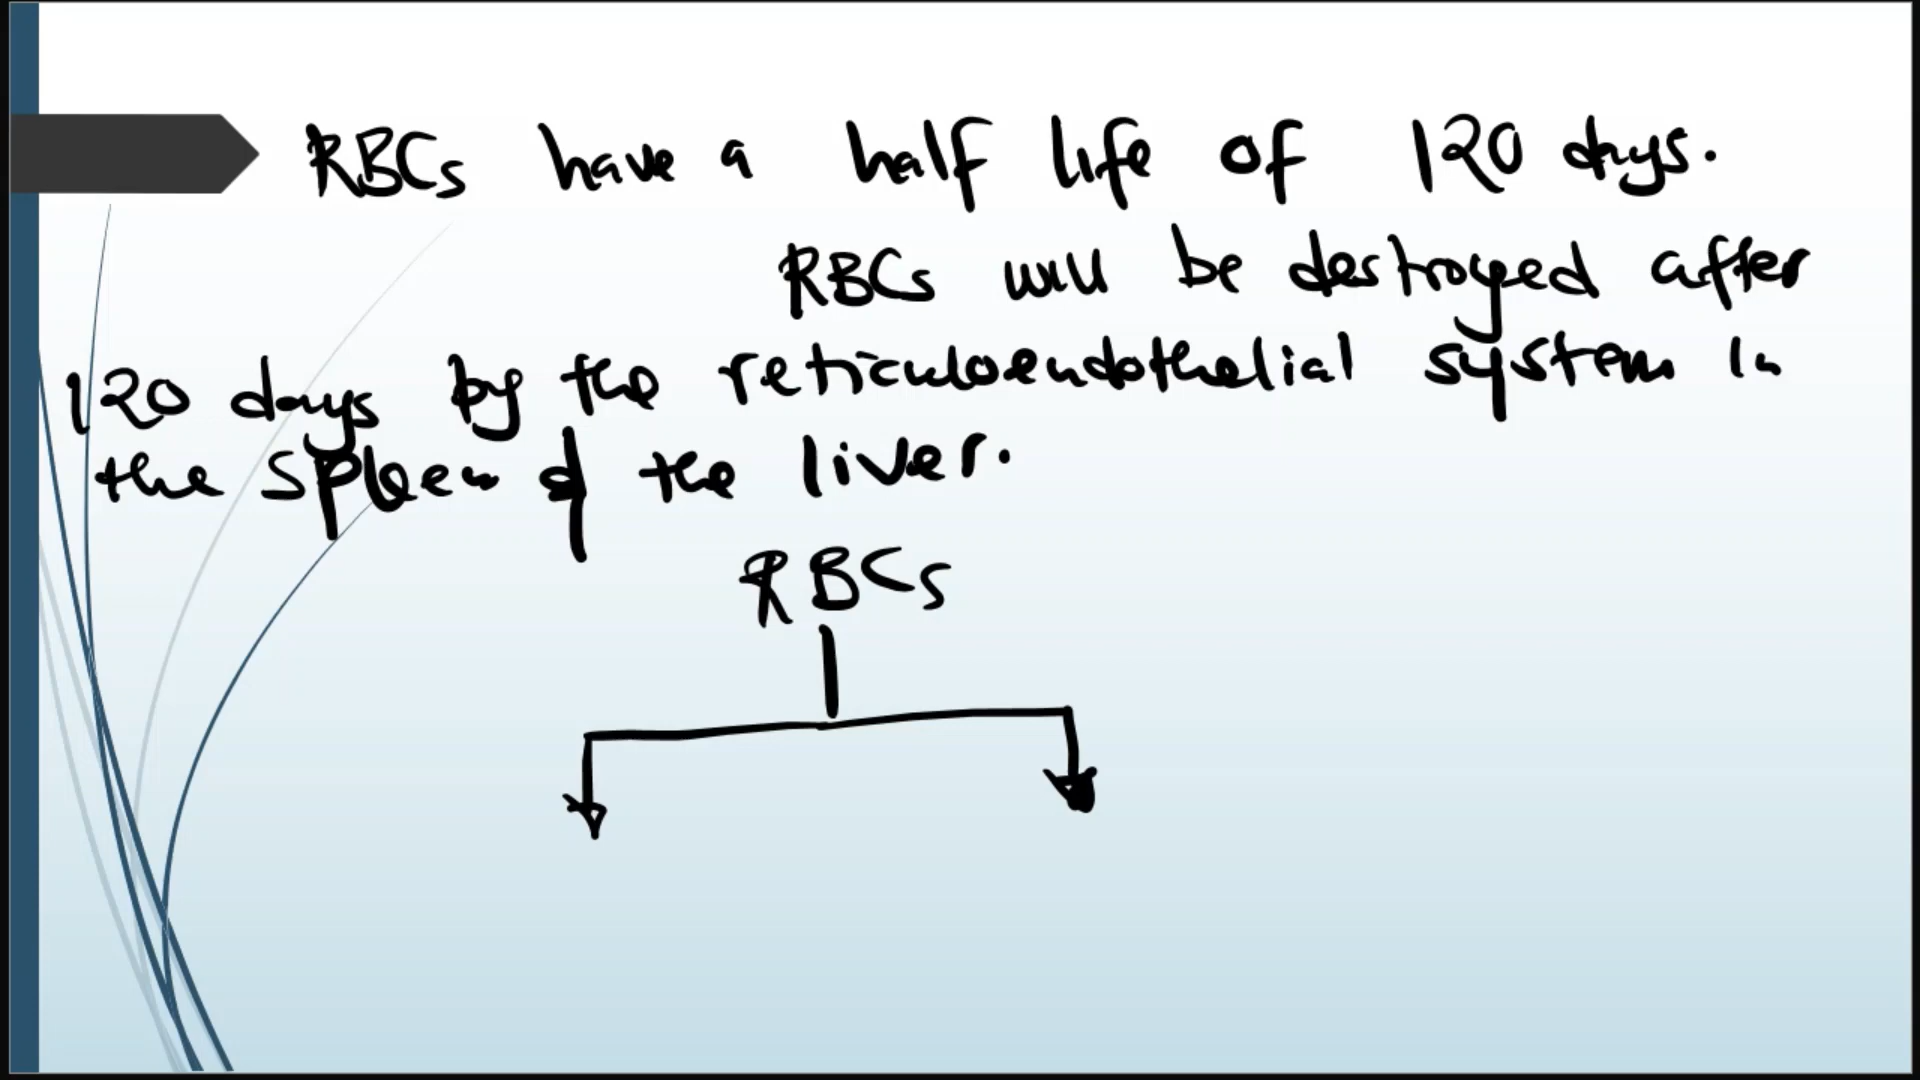 RBCs have a half life of 120 days.
RBCs will be destroyed after
120 days by the reticuloendothelial system in
the spleen & the liver.
RBCs